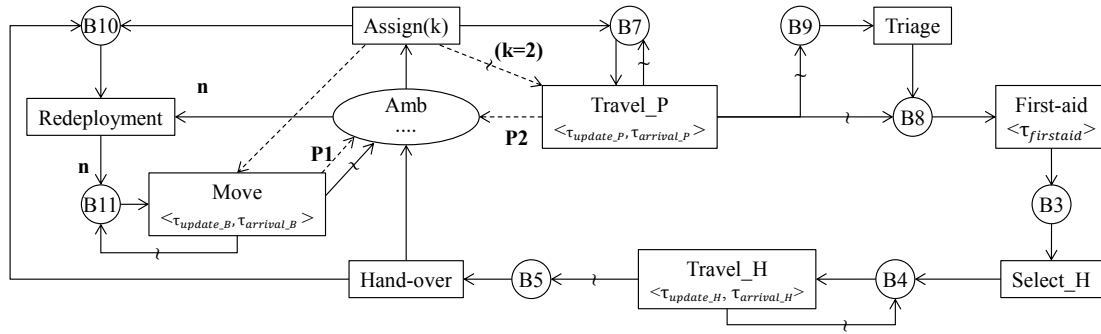 B10
Assign(k)
B7
B9
Triage
(k=2)
n
Amb
....
Redeployment
Travel_P
<τupdate_P, τarrival_P>
B8
First-aid
<τfirstaid>
P2
P1
n
B11
Move
<τupdate_B, τarrival_B>
B3
Hand-over
B5
Travel_H
<τupdate_H, τarrival_H>
B4
Select_H